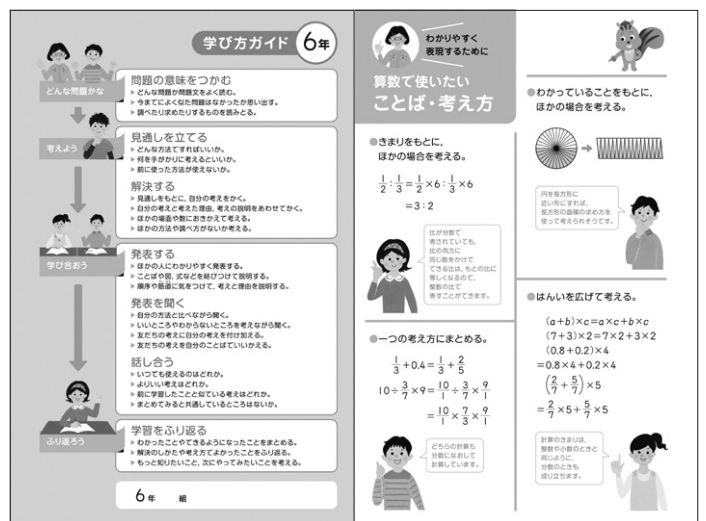 学び方ガイド 6年
どんな問題かな
問題の意味をつかむ
▶どんな問題か問題文をよく読む。
▶今までによく似た問題はなかったか思い出す。
▶調べたり求めたりするものを読みとる。
考えよう
見通しを立てる
▶どんな方法ですればいいか。
▶何を手がかりに考えるといいか。
▶前に使った方法が使えないか。
解決する
▶見通しをもとに,自分の考えをかく。
▶自分の考えと考えた理由,考えの説明をあわせてかく。
▶ほかの場面や数におきかえて考える。
▶ほかの方法や調べ方がないか考える。
学び合おう
発表する
▶ほかの人にわかりやすく発表する。
▶ことばや図,式などを結びつけて説明する。
▶順序や筋道に気をつけて,考えと理由を説明する。
発表を聞く
▶自分の方法と比べながら聞く。
▶いいところやわからないところを考えながら聞く。
▶友だちの考えに自分の考えを付け加える。
▶友だちの考えを自分のことばでいいかえる。
話し合う
▶いつでも使えるのはどれか。
▶よりいい考えはどれか。
▶前に学習したことと似ている考えはどれか。
▶まとめてみると共通しているところはないか。
ふり返ろう
学習をふり返る
▶わかったことやできるようになったことをまとめる。
▶解決のしかたや考え方でよかったことをふり返る。
▶もっと知りたいこと,次にやってみたいことを考える。
6年 組
わかりやすく
表現するために
算数で使いたい
ことば・考え方
●きまりをもとに,
ほかの場合を考える。
1/2:1/3=1/2×6:1/3×6
=3:2
比が分数で
表されていても,
比の両方に
同じ数をかけて
できる比は,もとの比に
等しくなるので,
整数の比で
表すことができます。
●一つの考え方にまとめる。
1/3+0.4=1/3+2/5
10÷3/7×9=10/1÷3/7×9/1
=10/1×7/3×9/1
どちらの計算も
分数になおして
計算しています。
●わかっていることをもとに,
ほかの場合を考える。
円を長方形に
近い形にすれば,
長方形の面積の求め方を
使って考えられそうです。
●はんいを広げて考える。
(a+b)×c=a×c+b×c
(7+3)×2=7×2+3×2
(0.8+0.2)×4
=0.8×4+0.2×4
(2/7+5/7)×5
=2/7×5+5/7×5
計算のきまりは,
整数や小数のときと
同じように,
分数のときも
成り立ちます。